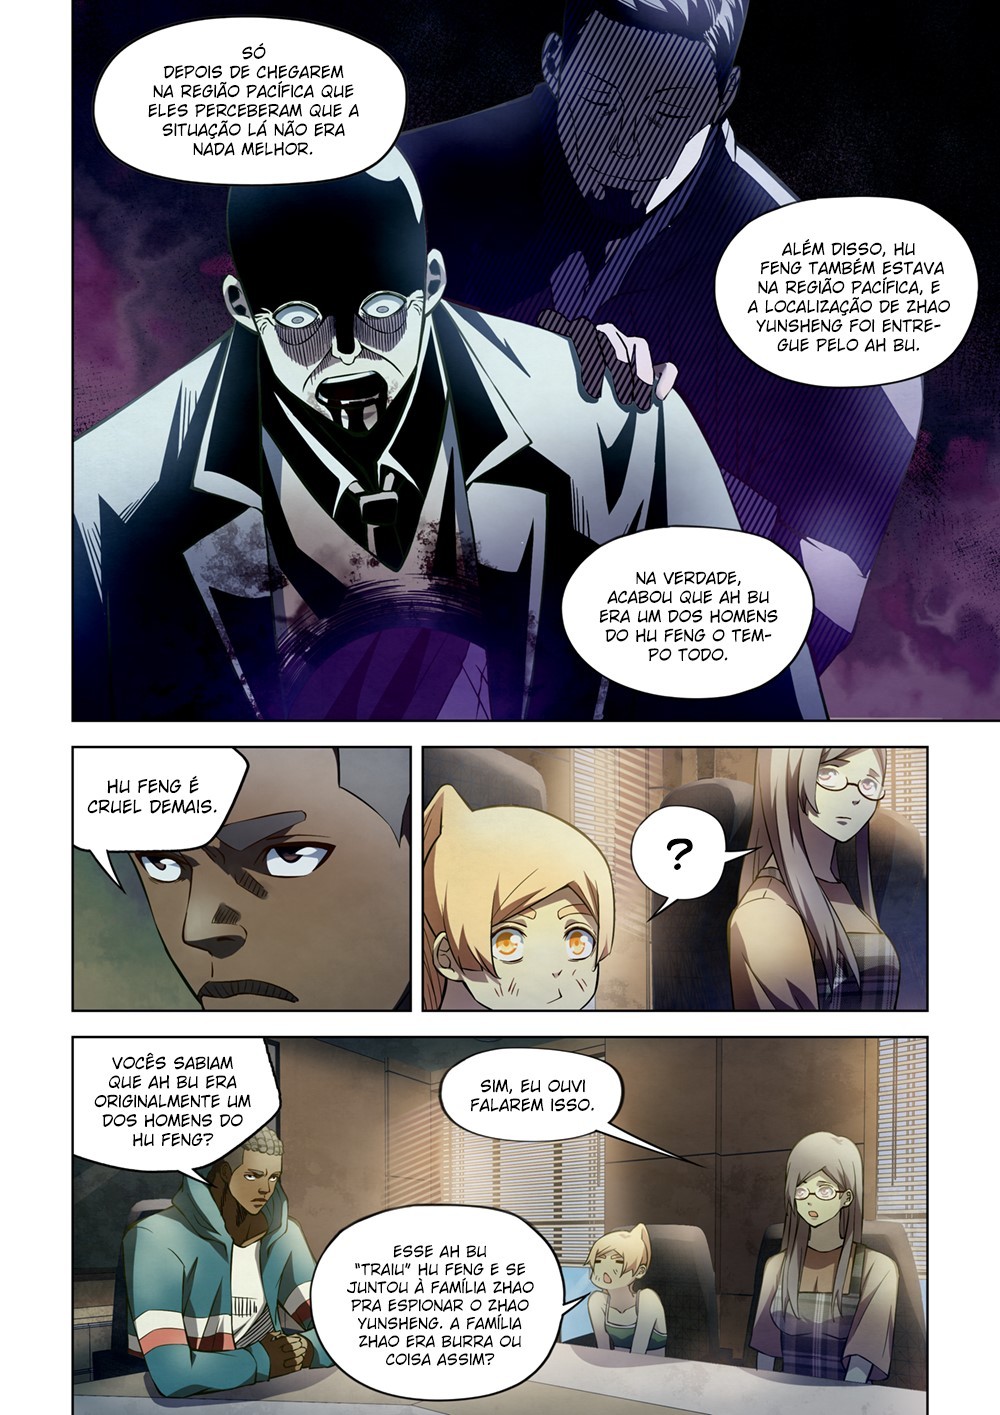 SÓ
DEPOIS DE CHEGAREM
NA REGIÃO PACÍFICA QUE
ELES PERCEBERAM QUE A
SITUAÇÃO LÁ NÃO ERA
NADA MELHOR.
ALÉM DISSO, HU
FENG TAMBÉM ESTAVA
NA REGIÃO PACÍFICA, E
A LOCALIZAÇÃO DE ZHAO
YUNSHENG FOI ENTRE-
GUE PELO AH BU.
NA VERDADE,
ACABOU QUE AH BU
ERA UM DOS HOMENS
DO HU FENG O TEM-
PO TODO.
HU FENG É
CRUEL DEMAIS.
?
VOCÊS SABIAM
QUE AH BU ERA
ORIGINALMENTE UM
DOS HOMENS DO
HU FENG?
SIM, EU OUVI
FALAREM ISSO.
ESSE AH BU
"TRAIU" HU FENG E SE
JUNTOU À FAMÍLIA ZHAO
PRA ESPIONAR O ZHAO
YUNSHENG. A FAMÍLIA
ZHAO ERA BURRA OU
COISA ASSIM?